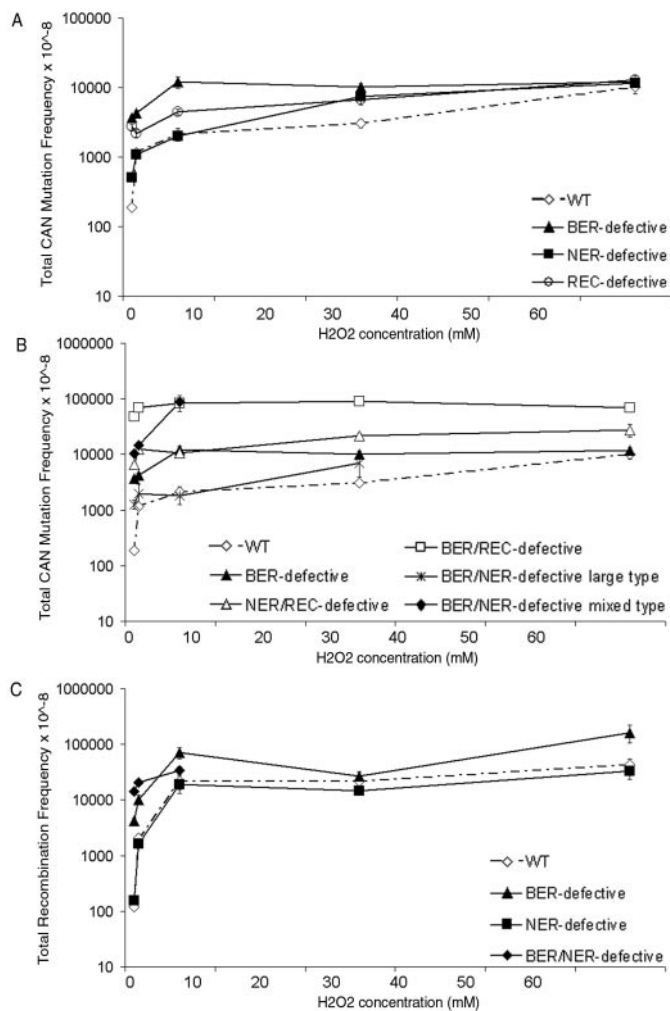 A
Total CAN Mutation Frequency x 10^-8
100000
10000
1000
100
10
0 10 20 30 40 50 60
H2O2 concentration (mM)
WT
BER-defective
NER-defective
REC-defective
B
Total CAN Mutation Frequency x 10^-8
1000000
100000
10000
1000
100
10
0 10 20 30 40 50 60
H2O2 concentration (mM)
WT
BER-defective
NER/REC-defective
BER/REC-defective
BER/NER-defective large type
BER/NER-defective mixed type
C
Total Recombination Frequency x 10^-8
1000000
100000
10000
1000
100
10
0 10 20 30 40 50 60
H2O2 concentration (mM)
WT
BER-defective
NER-defective
BER/NER-defective